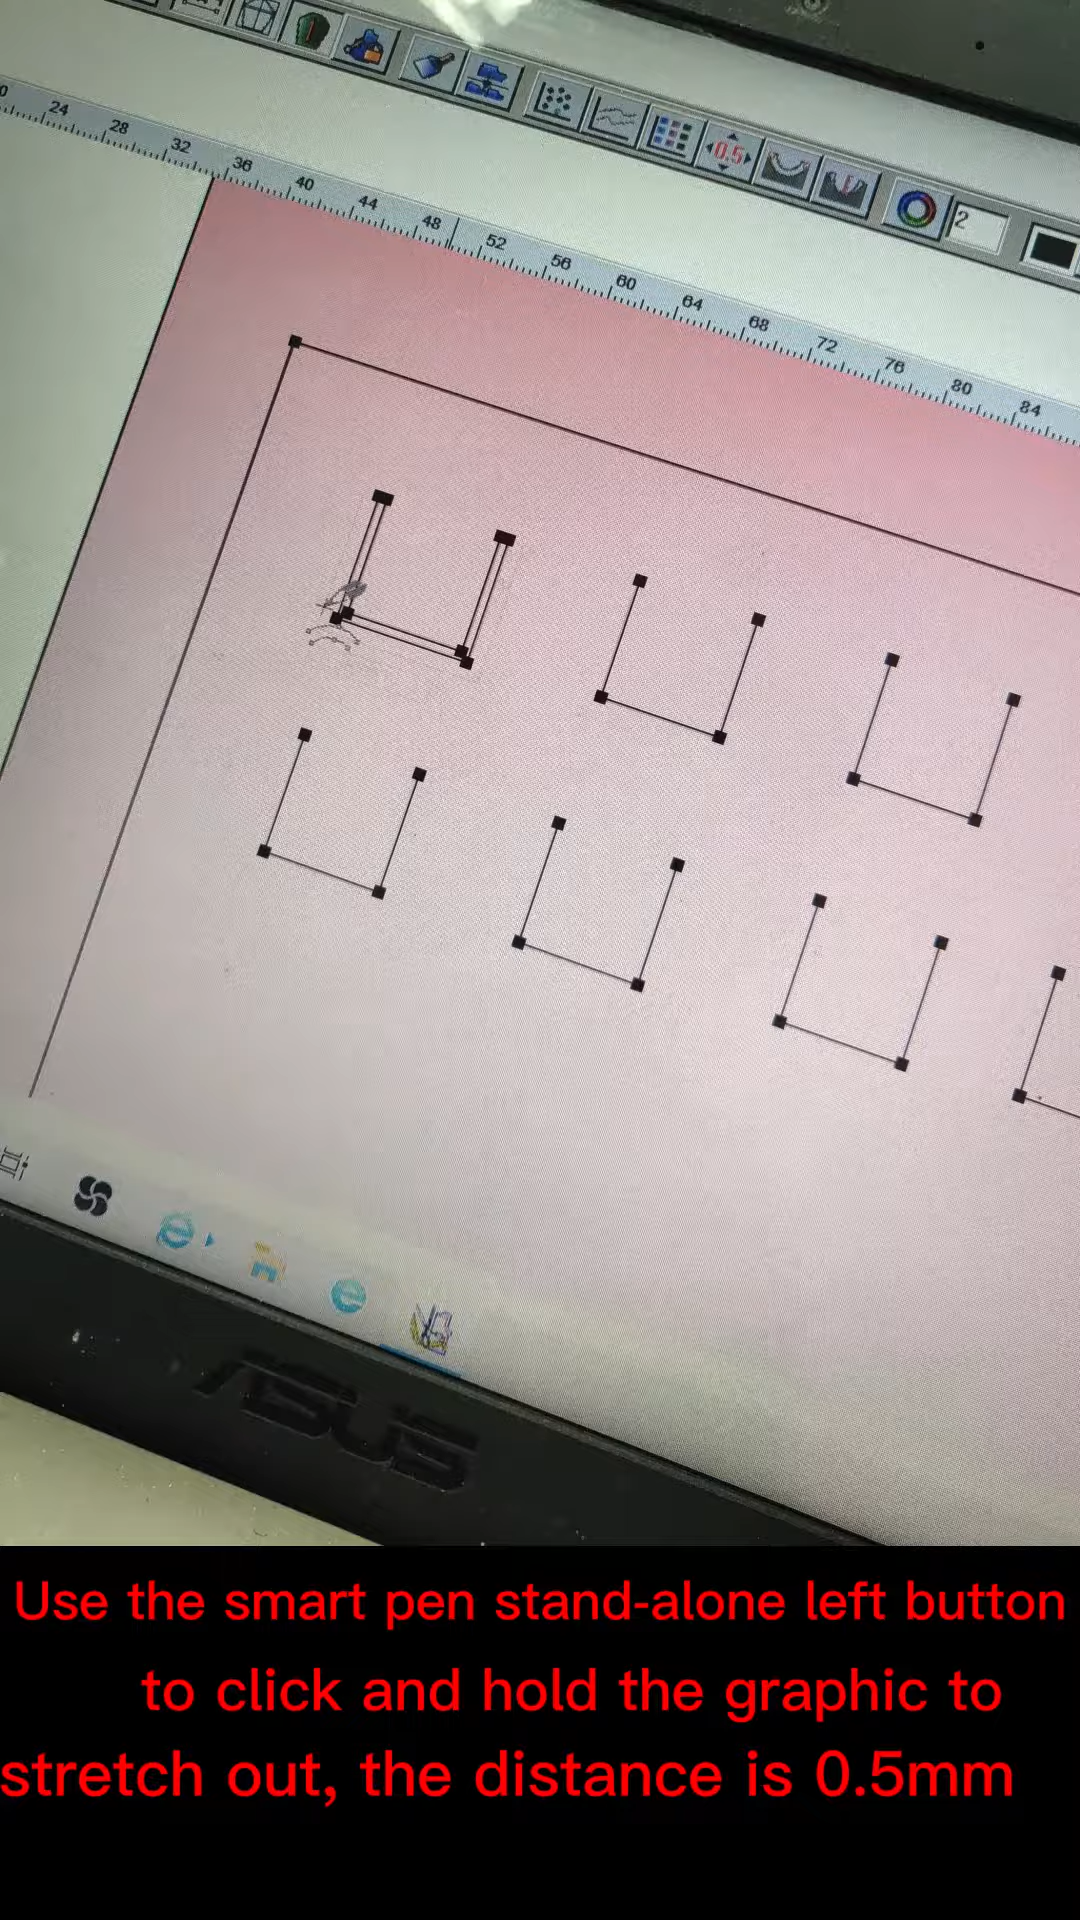 24 28 32 36 40 44 48 52 56 60 64 68 72 76 80 84
0.5
2
ASUS
Use the smart pen stand-alone left button
to click and hold the graphic to
stretch out, the distance is 0.5mm